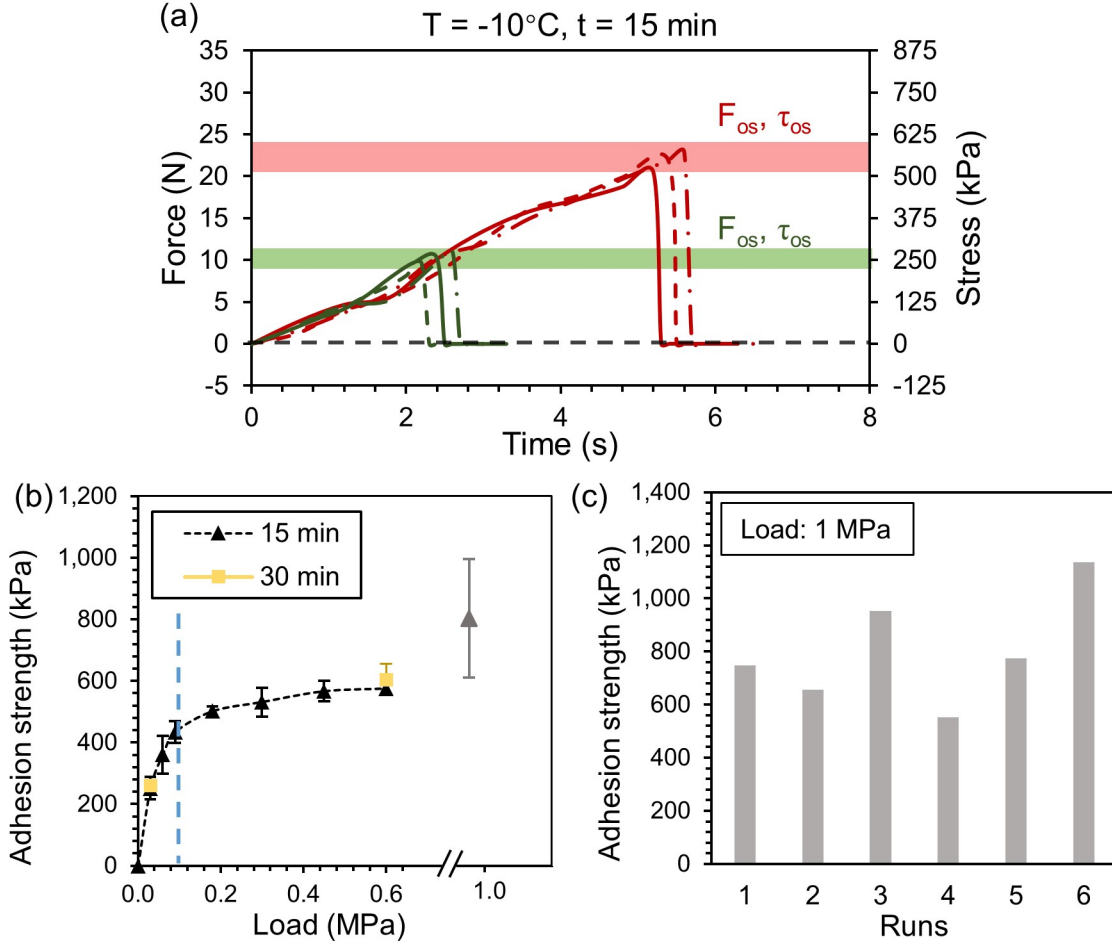 (a)
T = -10°C, t = 15 min
Force (N)
35
30
25
20
15
10
5
0
-5
875
750
625
500
375
250
125
0
-125
Stress (kPa)
F_os, τ_os
F_os, τ_os
0 2 4 6 8
Time (s)
(b)
Adhesion strength (kPa)
1,200
1,000
800
600
400
200
0
15 min
30 min
0.0 0.2 0.4 0.6 1.0
Load (MPa)
(c)
Adhesion strength (kPa)
1,400
1,200
1,000
800
600
400
200
0
Load: 1 MPa
1 2 3 4 5 6
Runs